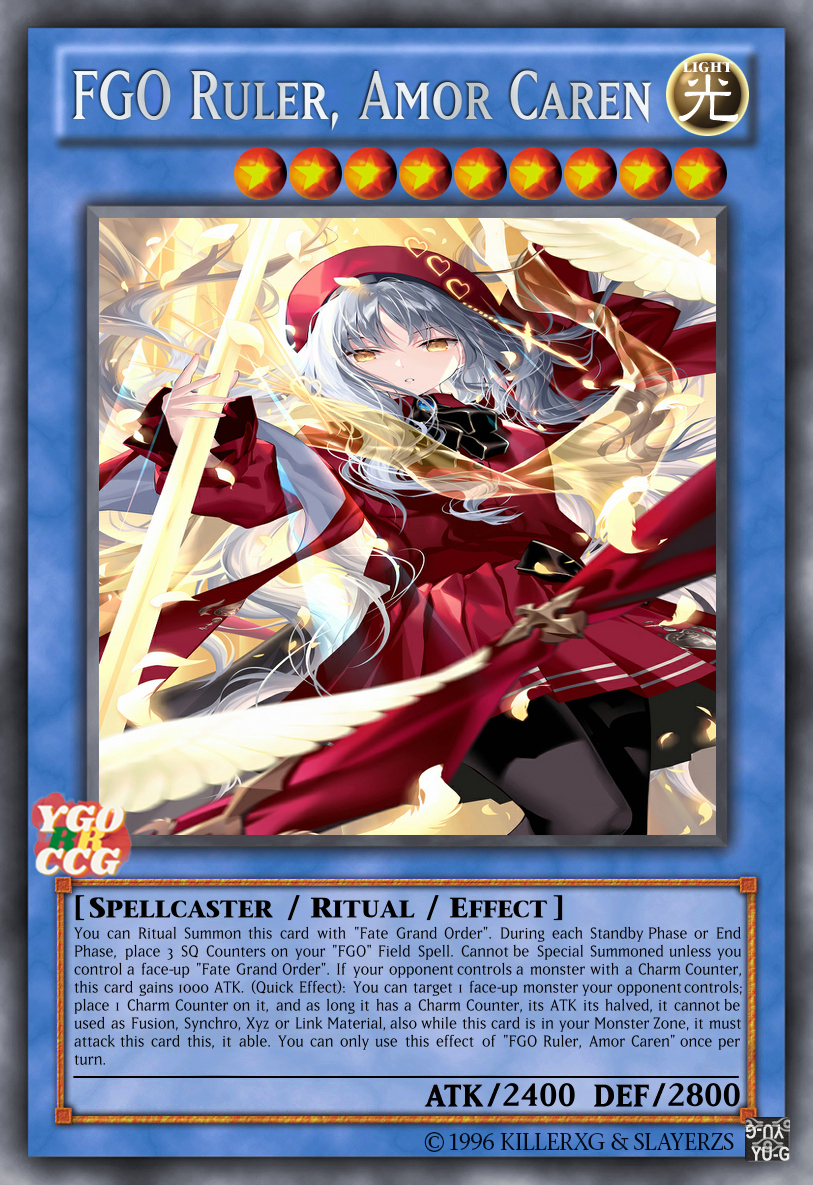 FGO Ruler, Amor Caren
LIGHT
光
YGO
RR
CCG
[ Spellcaster / Ritual / Effect ]
You can Ritual Summon this card with "Fate Grand Order". During each Standby Phase or End
Phase, place 3 SQ Counters on your "FGO" Field Spell. Cannot be Special Summoned unless you
control a face-up "Fate Grand Order". If your opponent controls a monster with a Charm Counter,
this card gains 1000 ATK. (Quick Effect): You can target 1 face-up monster your opponent controls;
place 1 Charm Counter on it, and as long it has a Charm Counter, its ATK its halved, it cannot be
used as Fusion, Synchro, Xyz or Link Material, also while this card is in your Monster Zone, it must
attack this card this, it able. You can only use this effect of "FGO Ruler, Amor Caren" once per
turn.
ATK/2400 DEF/2800
© 1996 KILLERXG & SLAYERZS
YU-G